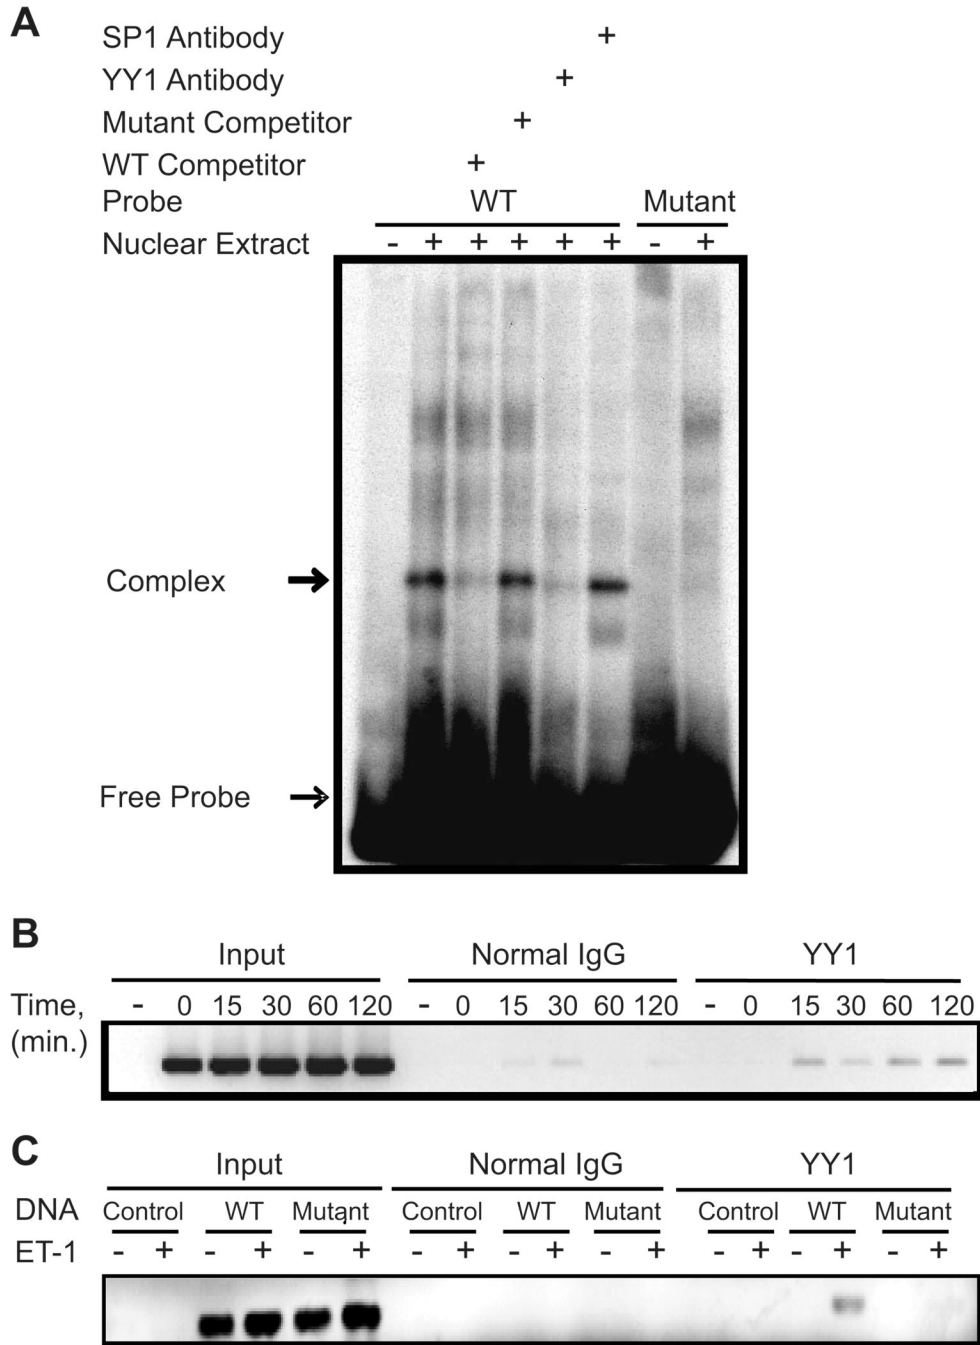 A
SP1 Antibody +
YY1 Antibody +
Mutant Competitor +
WT Competitor +
Probe WT Mutant
Nuclear Extract - + + + + + - +
Complex
Free Probe
B
Input Normal IgG YY1
Time, - 0 15 30 60 120 - 0 15 30 60 120 - 0 15 30 60 120
(min.)
C
Input Normal IgG YY1
DNA Control WT Mutant Control WT Mutant Control WT Mutant
ET-1 - + - + - + - + - + - + - + - + - +